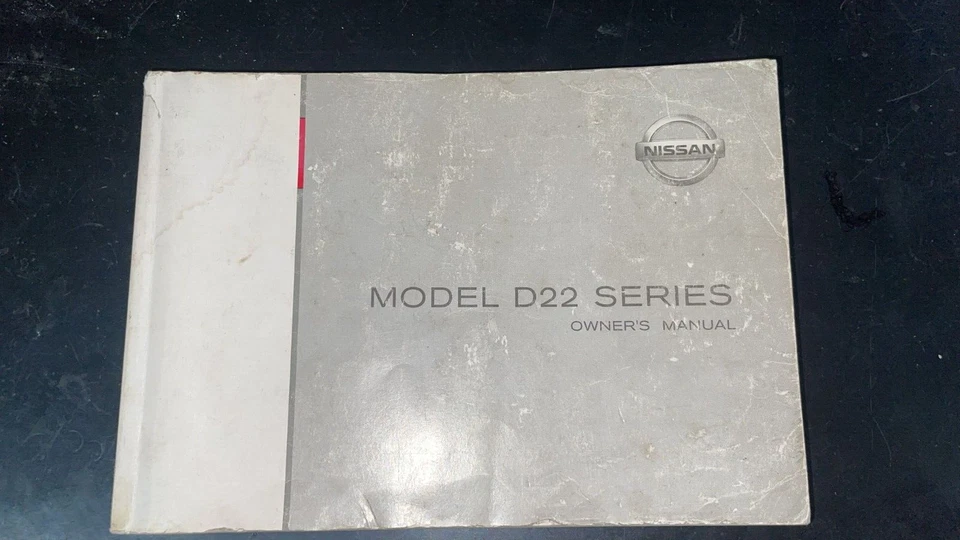 NISSAN
MODEL D22 SERIES
OWNER'S MANUAL